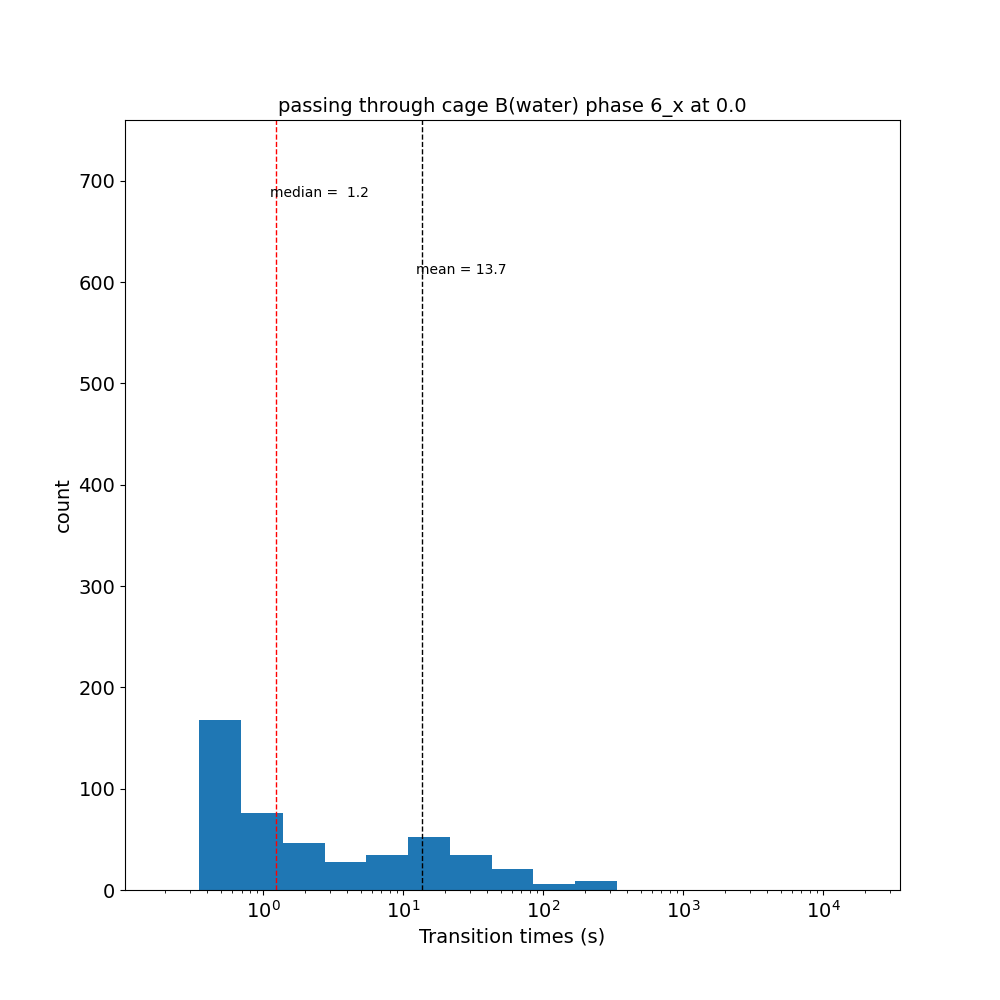 passing through cage B(water) phase 6_x at 0.0
700
600
500
400
300
200
100
0
count
median =  1.2
mean = 13.7
10^0
10^1
10^2
10^3
10^4
Transition times (s)